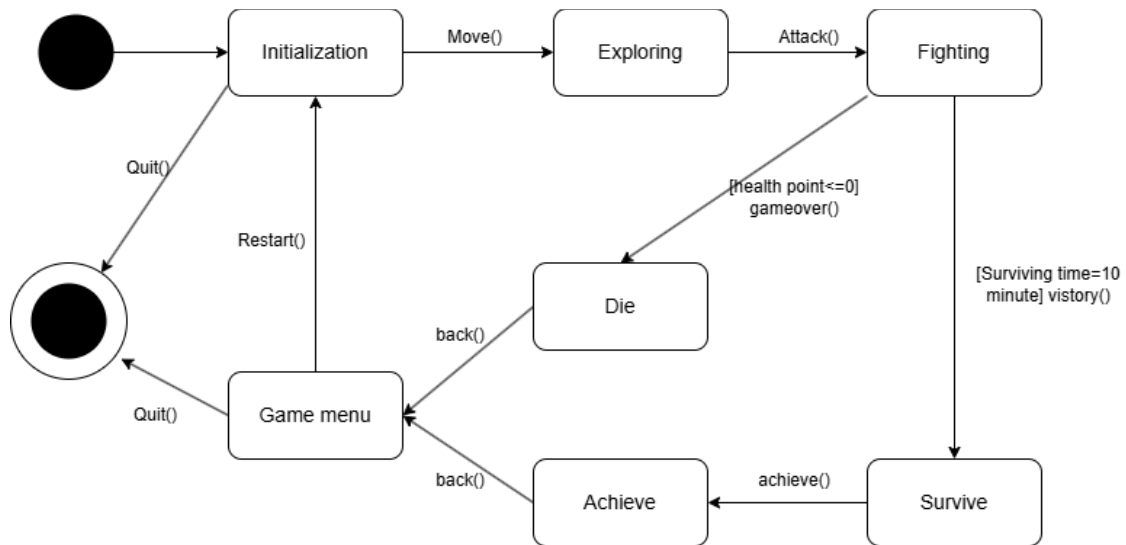 Initialization
Move()
Exploring
Attack()
Fighting
Quit()
[health point<=0]
gameover()
Restart()
[Surviving time=10
minute] vistory()
Die
back()
Game menu
Quit()
back()
Achieve
achieve()
Survive